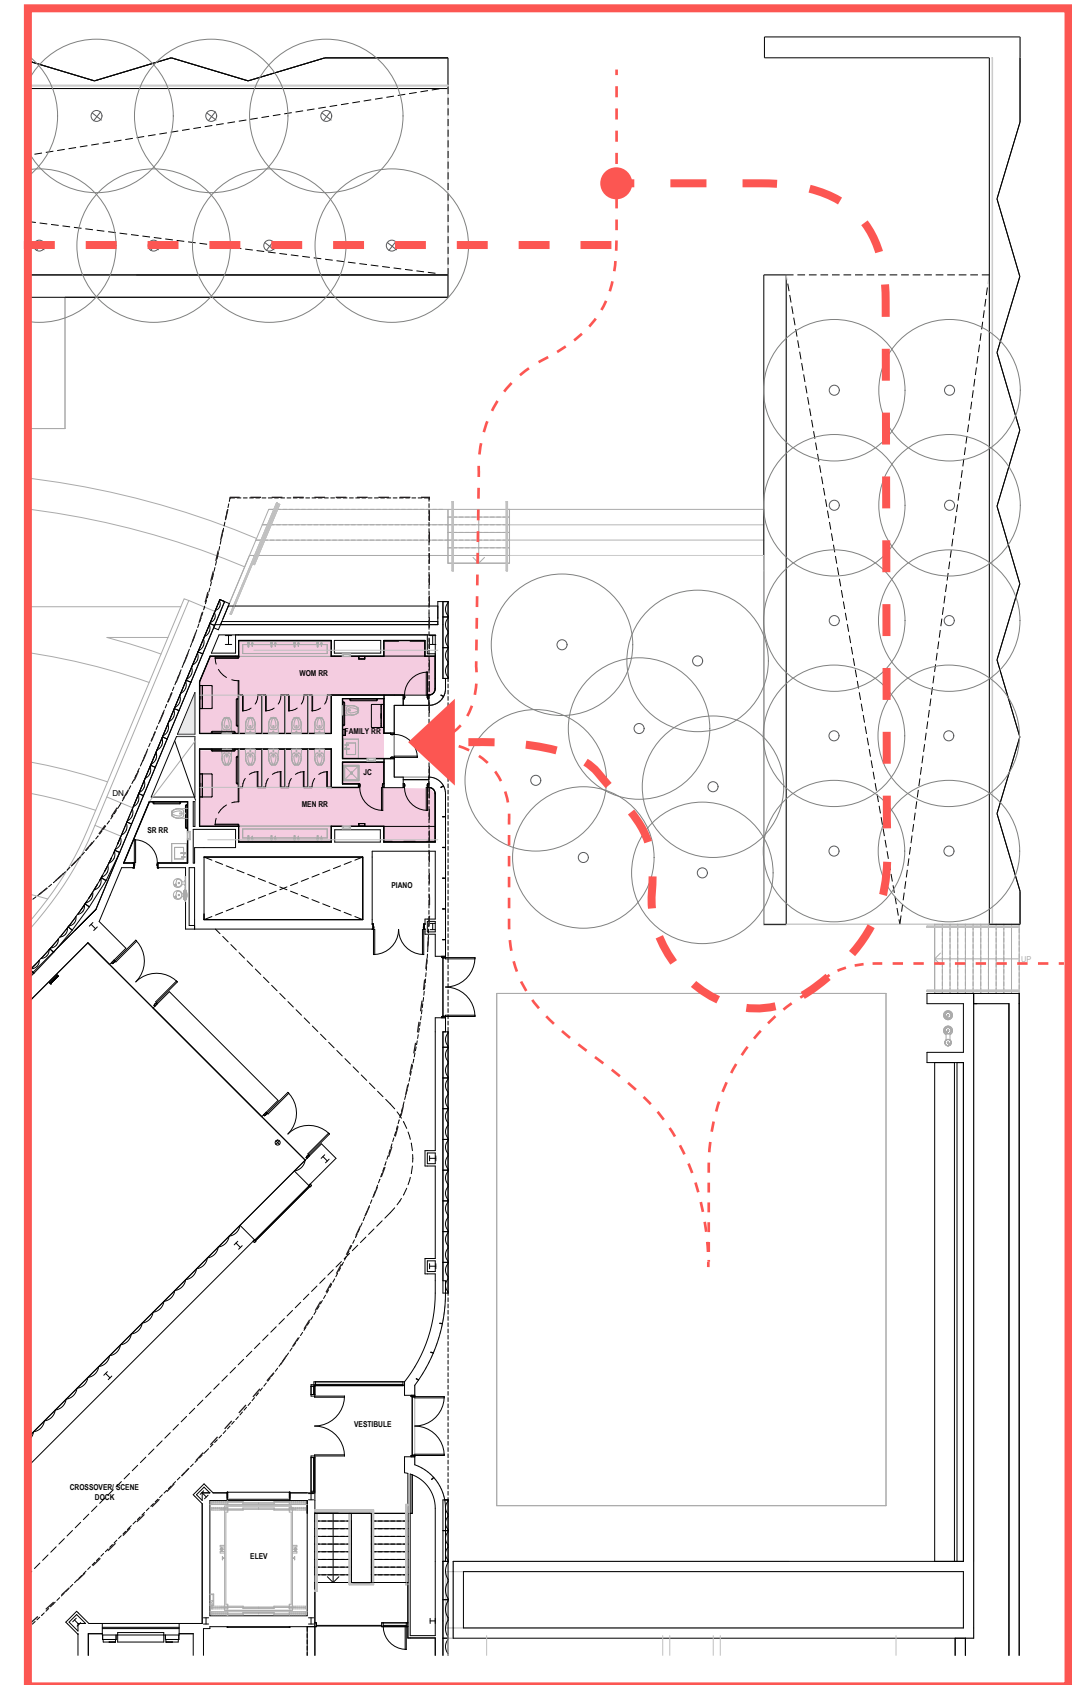 WOM RR
FAMILY RR
JC
MEN RR
DN
SR RR
PIANO
UP
VESTIBULE
CROSSOVER/ SCENE
DOCK
ELEV